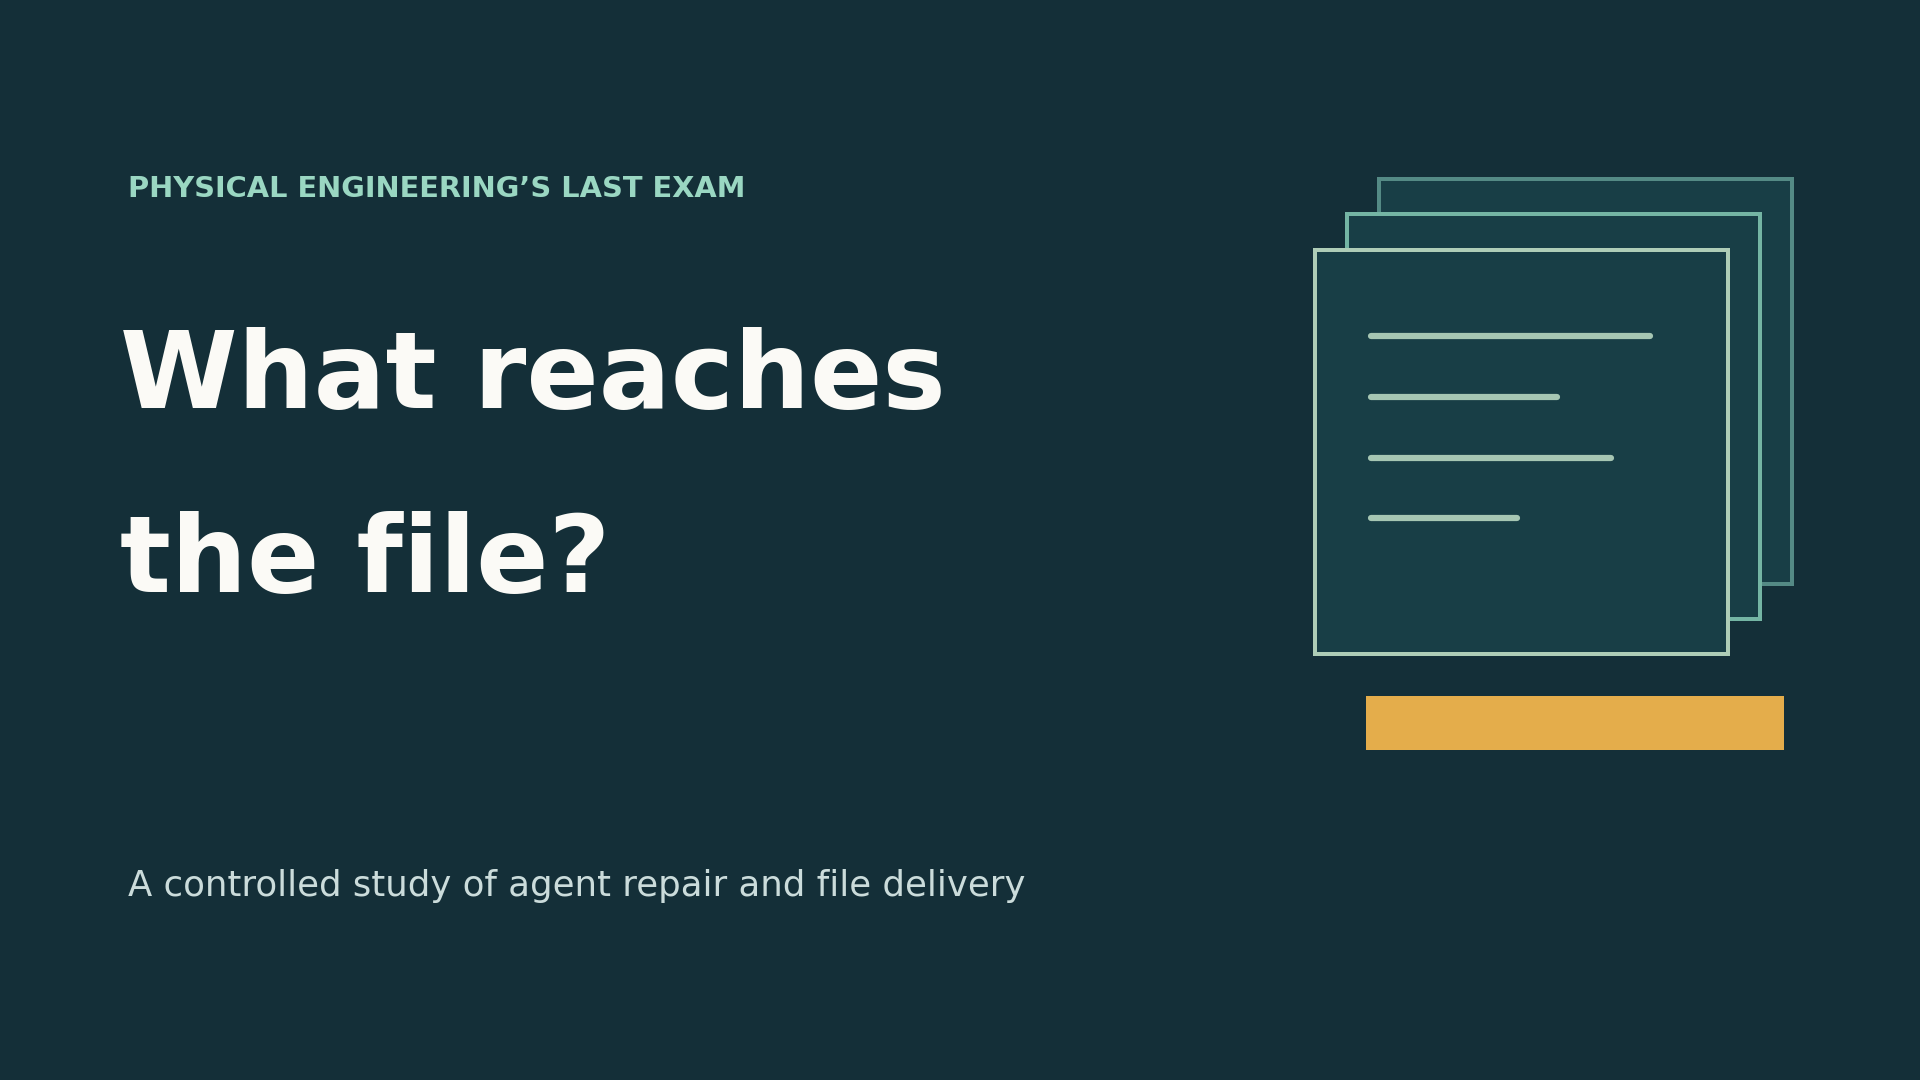 PHYSICAL ENGINEERING’S LAST EXAM
What reaches
the file?
A controlled study of agent repair and file delivery